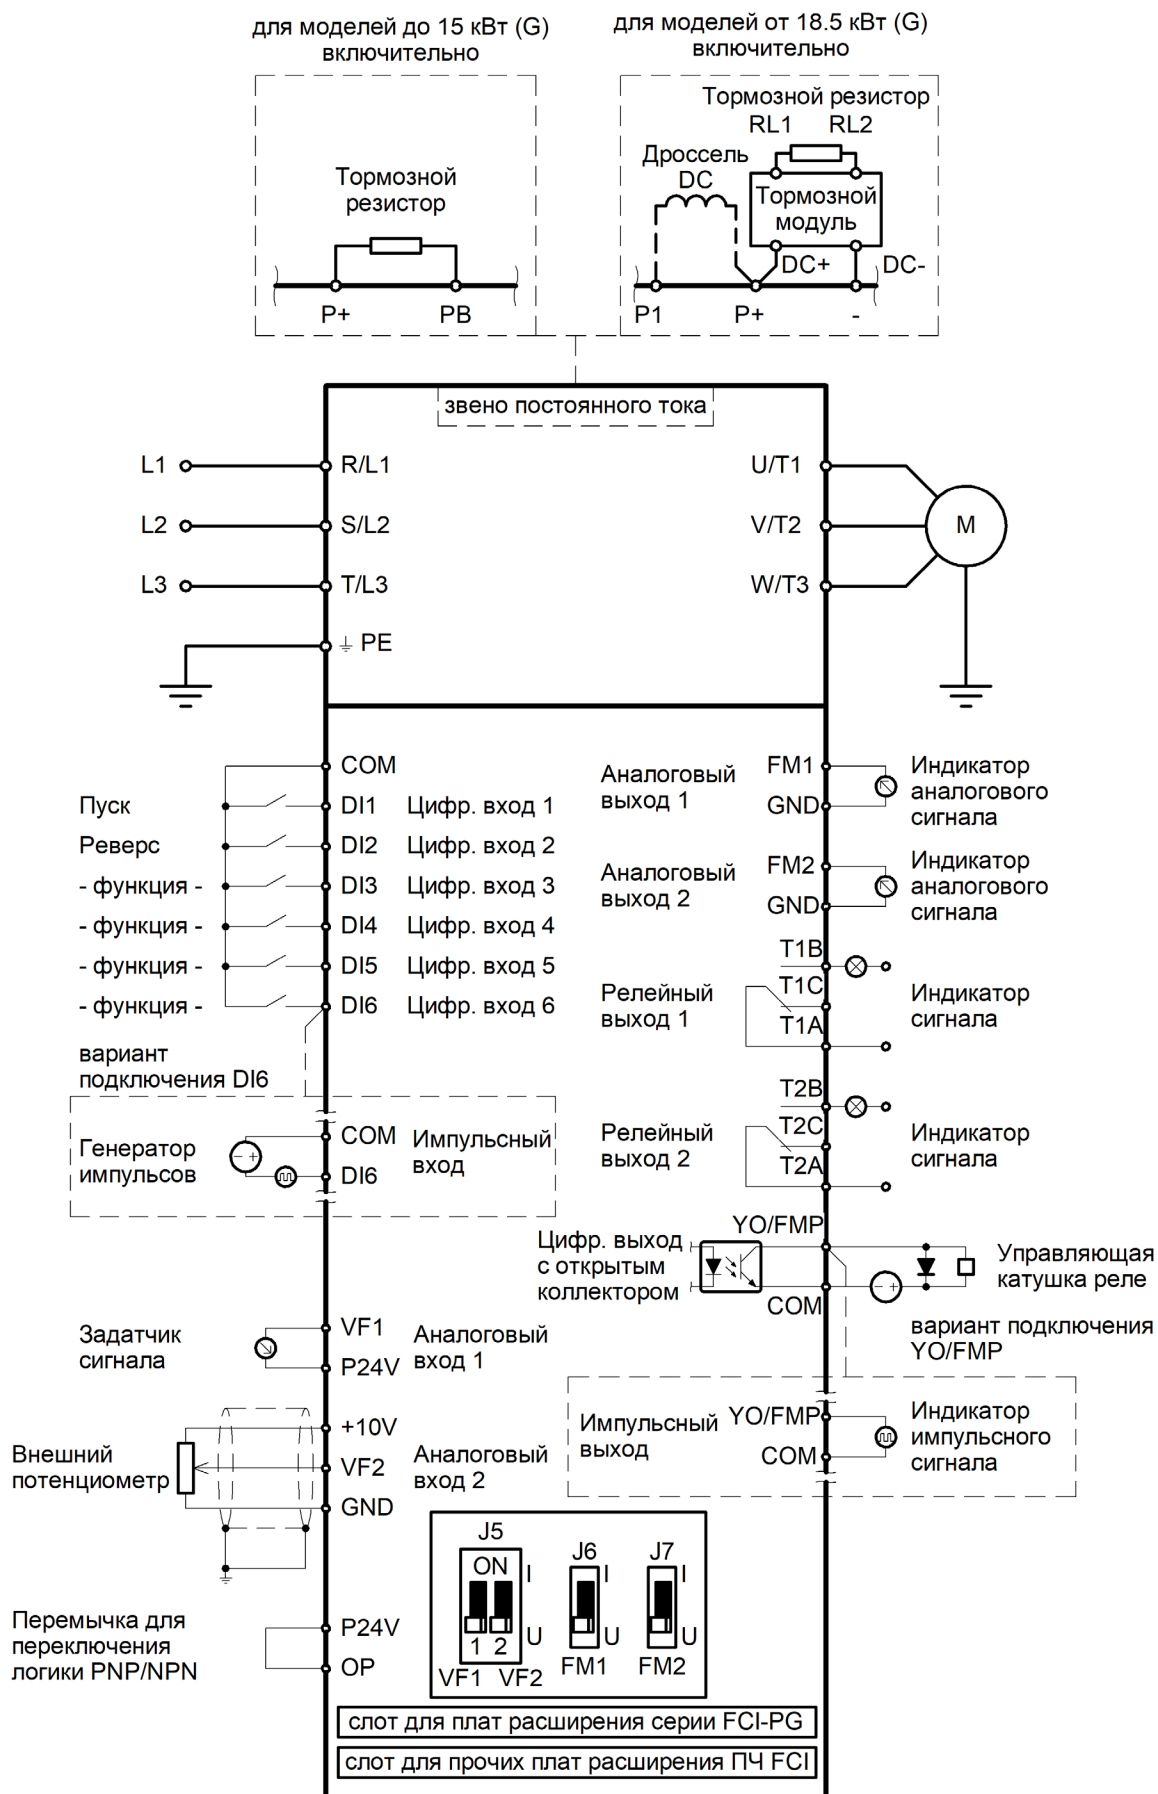 для моделей до 15 кВт (G)
включительно
для моделей от 18.5 кВт (G)
включительно
Тормозной
резистор
P+
PB
Тормозной резистор
RL1
RL2
Дроссель
DC
Тормозной
модуль
DC+
DC-
P1
P+
-
звено постоянного тока
L1
R/L1
U/T1
L2
S/L2
V/T2
M
L3
T/L3
W/T3
PE
COM
Пуск
DI1
Цифр. вход 1
Реверс
DI2
Цифр. вход 2
- функция -
DI3
Цифр. вход 3
- функция -
DI4
Цифр. вход 4
- функция -
DI5
Цифр. вход 5
- функция -
DI6
Цифр. вход 6
вариант
подключения DI6
Генератор
импульсов
- +
COM
DI6
Импульсный
вход
Задатчик
сигнала
VF1
P24V
Аналоговый
вход 1
Внешний
потенциометр
+10V
VF2
GND
Аналоговый
вход 2
Перемычка для
переключения
логики PNP/NPN
P24V
OP
Аналоговый
выход 1
FM1
GND
Индикатор
аналогового
сигнала
Аналоговый
выход 2
FM2
GND
Индикатор
аналогового
сигнала
Релейный
выход 1
T1B
T1C
T1A
Индикатор
сигнала
Релейный
выход 2
T2B
T2C
T2A
Индикатор
сигнала
Цифр. выход
с открытым
коллектором
YO/FMP
COM
- +
Управляющая
катушка реле
вариант подключения
YO/FMP
Импульсный
выход
YO/FMP
COM
Индикатор
импульсного
сигнала
J5
ON
I
1 2
U
VF1 VF2
J6
I
U
FM1
J7
I
U
FM2
слот для плат расширения серии FCI-PG
слот для прочих плат расширения ПЧ FCI